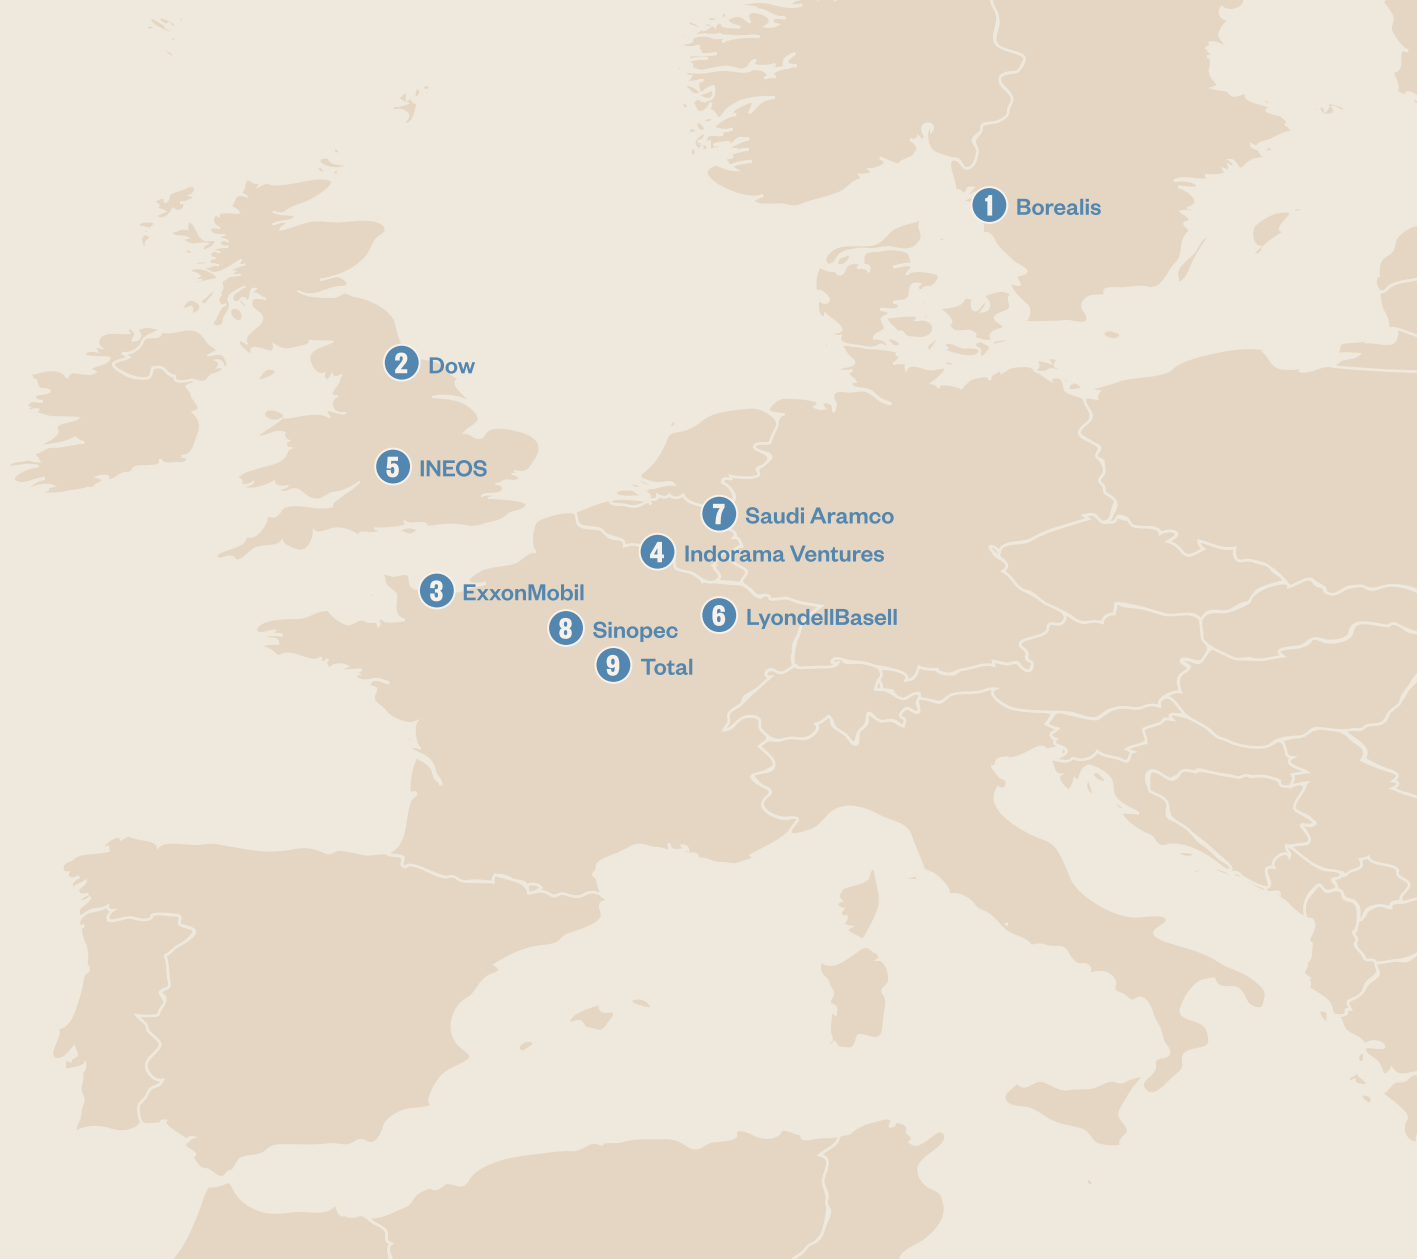 1 Borealis
2 Dow
5 INEOS
7 Saudi Aramco
4 Indorama Ventures
3 ExxonMobil
6 LyondellBasell
8 Sinopec
9 Total